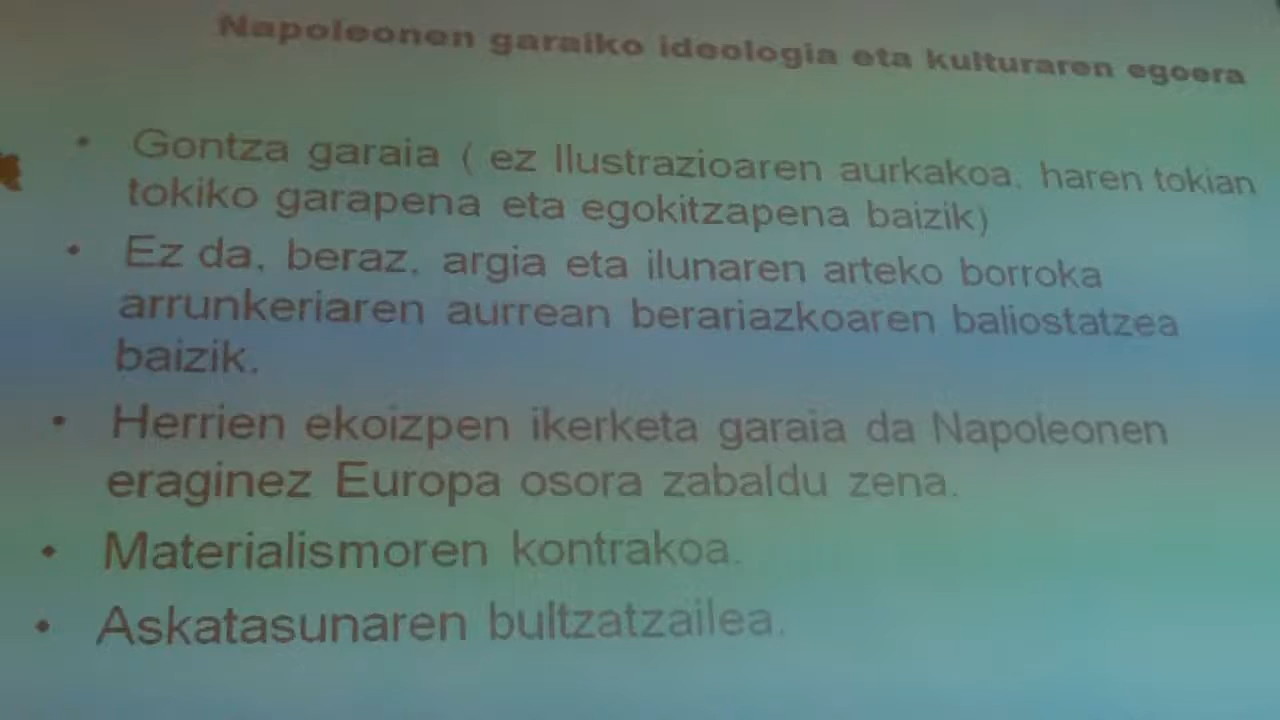 Napoleonen garaiko ideologia eta kulturaren egoera
• Gontza garaia ( ez Ilustrazioaren aurkakoa, haren tokian
tokiko garapena eta egokitzapena baizik)
• Ez da, beraz, argia eta ilunaren arteko borroka
arrunkeriaren aurrean berariazkoaren baliostatzea
baizik.
• Herrien ekoizpen ikerketa garaia da Napoleonen
eraginez Europa osora zabaldu zena.
• Materialismoren kontrakoa.
• Askatasunaren bultzatzailea.